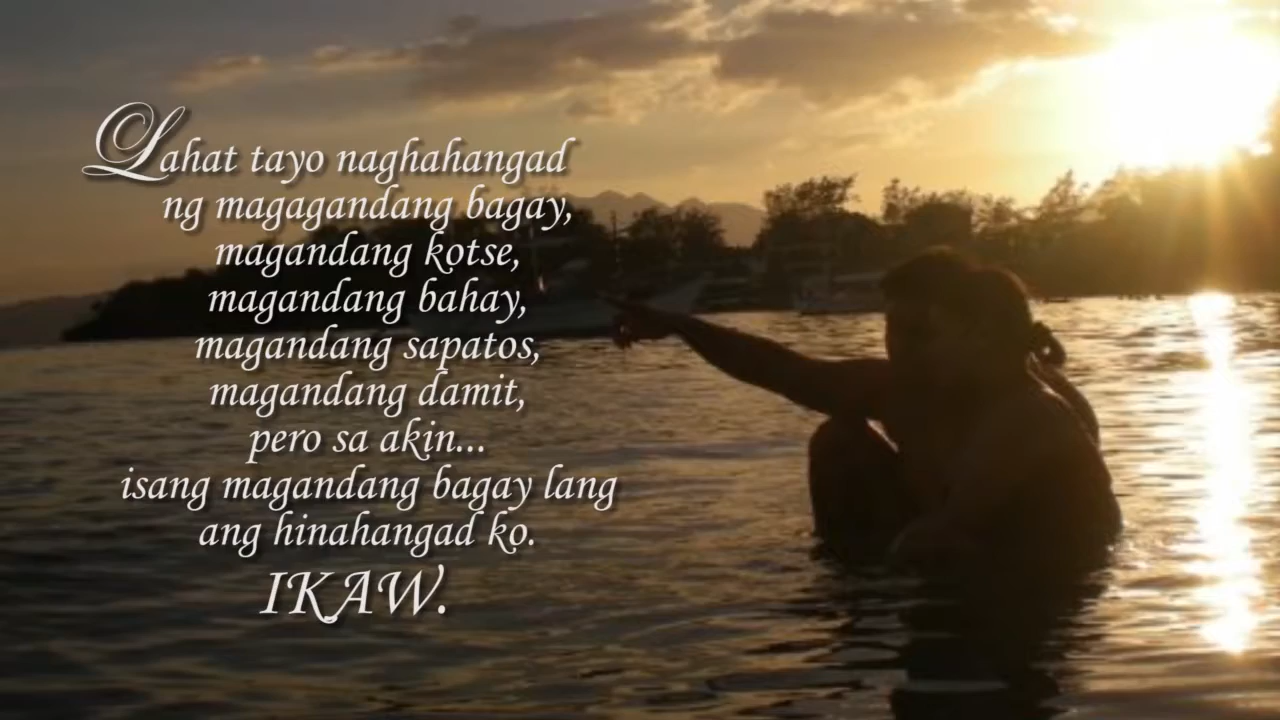 Lahat tayo naghahangad
ng magagandang bagay,
magandang kotse,
magandang bahay,
magandang sapatos,
magandang damit,
pero sa akin...
isang magandang bagay lang
ang hinahangad ko.
IKAW.